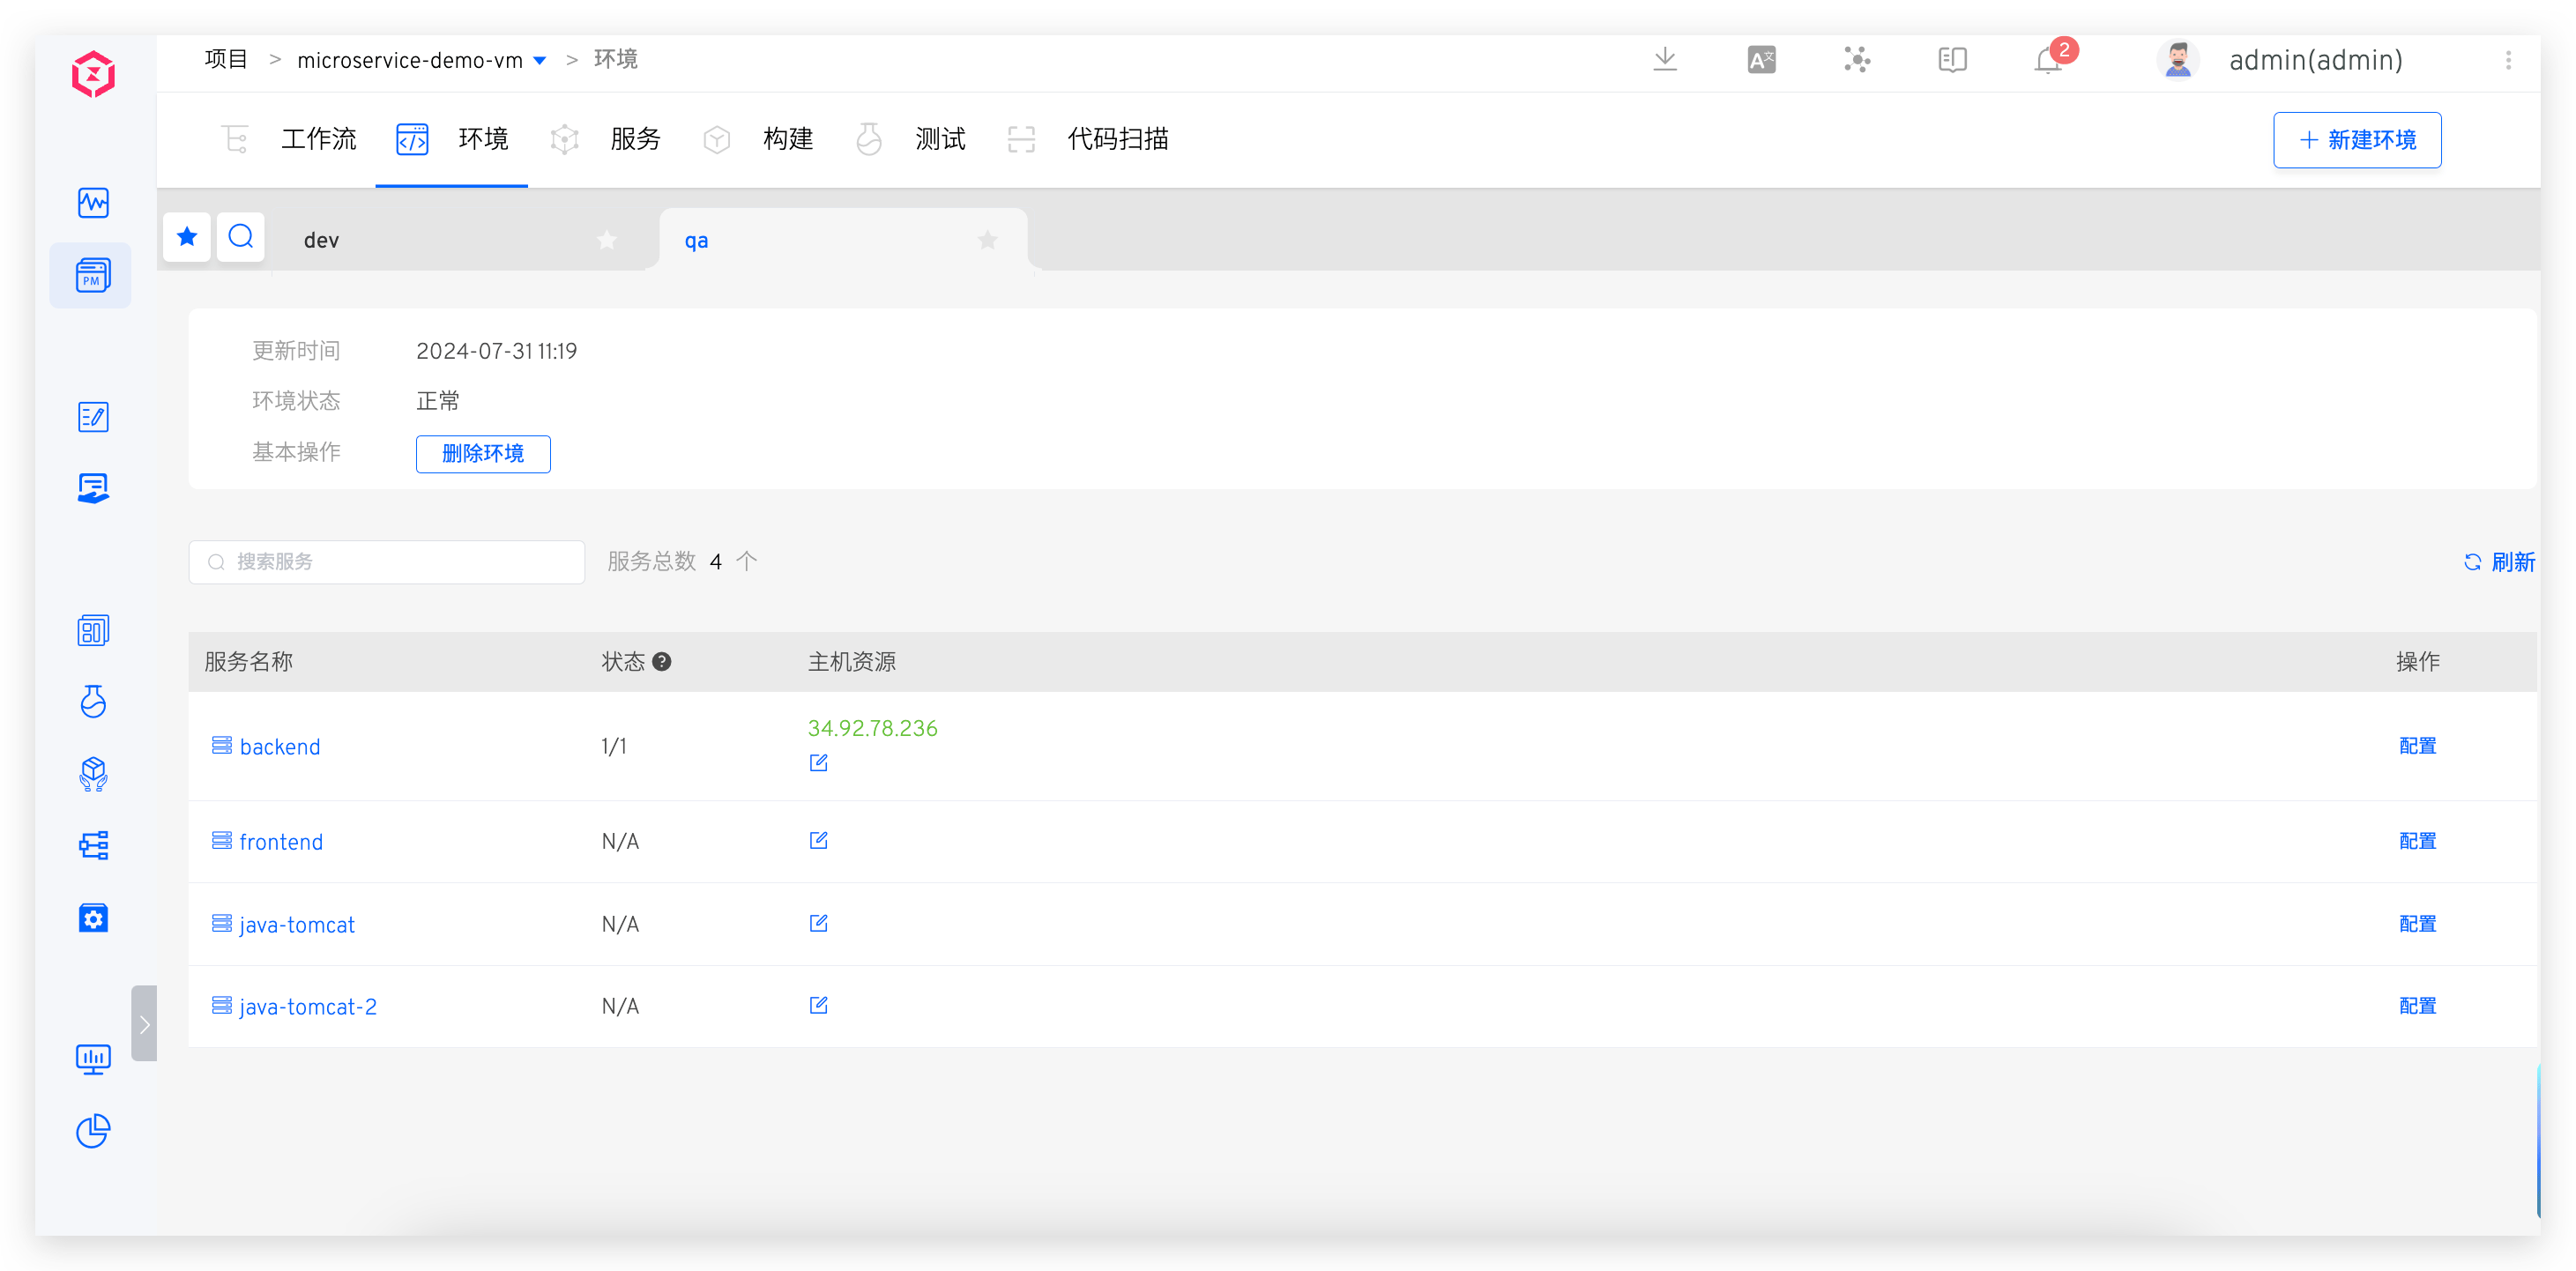 项目 > microservice-demo-vm > 环境
2
admin(admin)
工作流 环境 服务 构建 测试 代码扫描
新建环境
PM
dev
qa
更新时间 2024-07-31 11:19
环境状态 正常
基本操作 删除环境
搜索服务 服务总数 4 个
刷新
服务名称 状态 主机资源 操作
34.92.78.236
backend 1/1 配置
frontend N/A 配置
java-tomcat N/A 配置
java-tomcat-2 N/A 配置